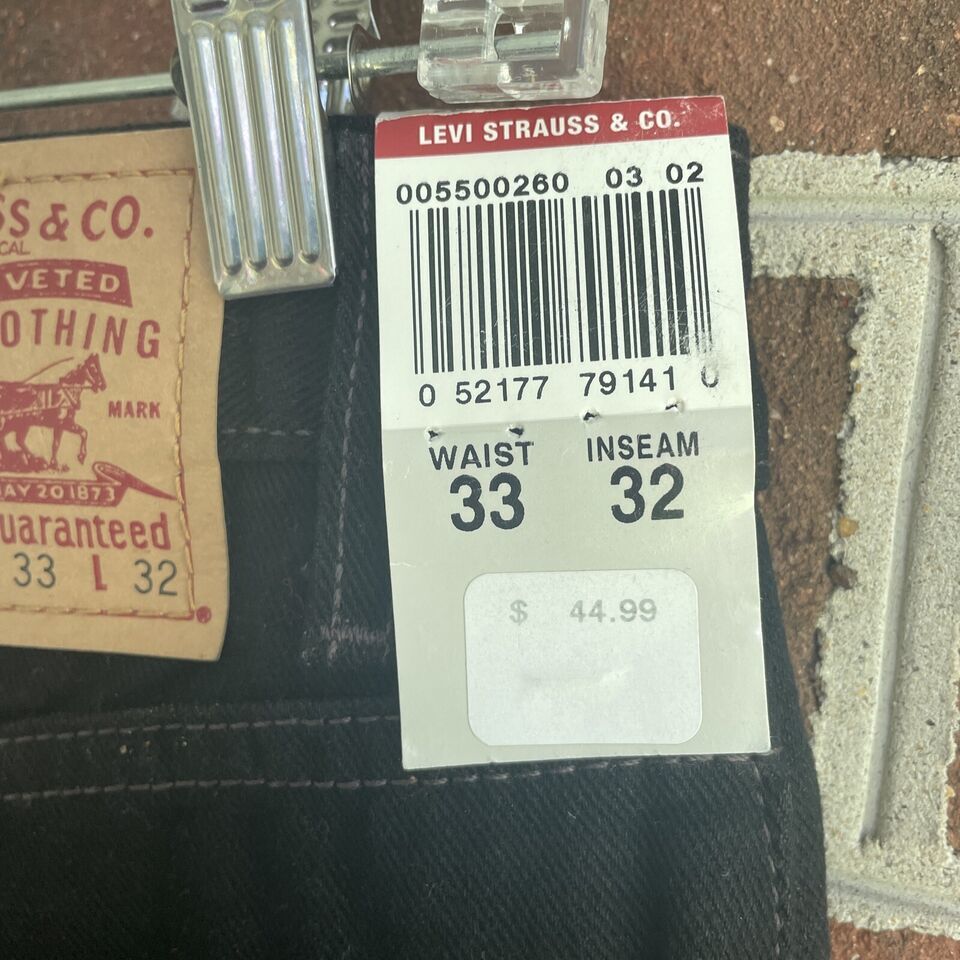 SS & CO.
CAL
VETED
OTHING
MARK
AY 20 1873
uaranteed
33 L 32
®
LEVI STRAUSS & CO.
005500260 03 02
0 52177 79141 0
WAIST INSEAM
33 32
$ 44.99